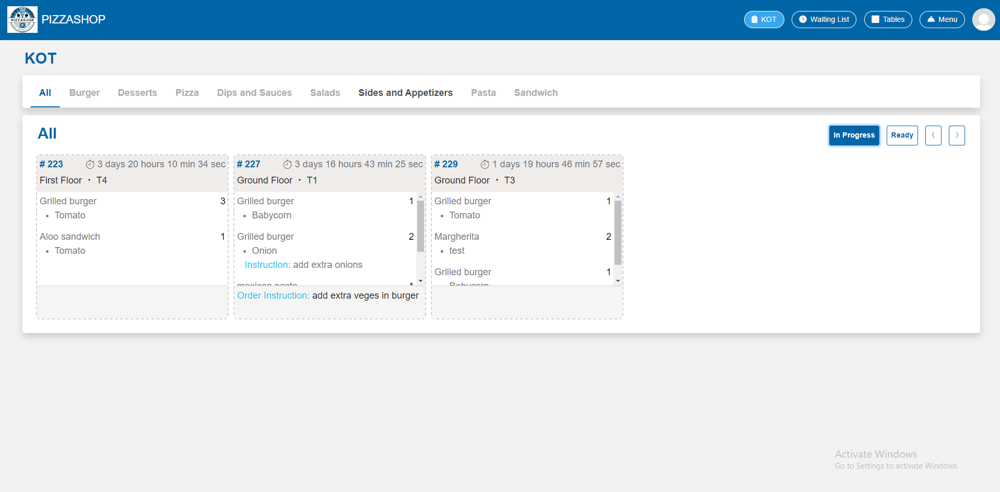 PIZZASHOP
PIZZASHOP
KOT
Waiting List
Tables
Menu
KOT
All Burger Desserts Pizza Dips and Sauces Salads Sides and Appetizers Pasta Sandwich
All
In Progress
Ready
# 223 3 days 20 hours 10 min 34 sec
First Floor • T4
Grilled burger 3
• Tomato
Aloo sandwich 1
• Tomato
# 227 3 days 16 hours 43 min 25 sec
Ground Floor • T1
Grilled burger 1
• Babycorn
Grilled burger 2
• Onion
Instruction: add extra onions
mexican pasta 1
Order Instruction: add extra veges in burger
# 229 1 days 19 hours 46 min 57 sec
Ground Floor • T3
Grilled burger 1
• Tomato
Margherita 2
• test
Grilled burger 1
Babycorn
Activate Windows
Go to Settings to activate Windows.